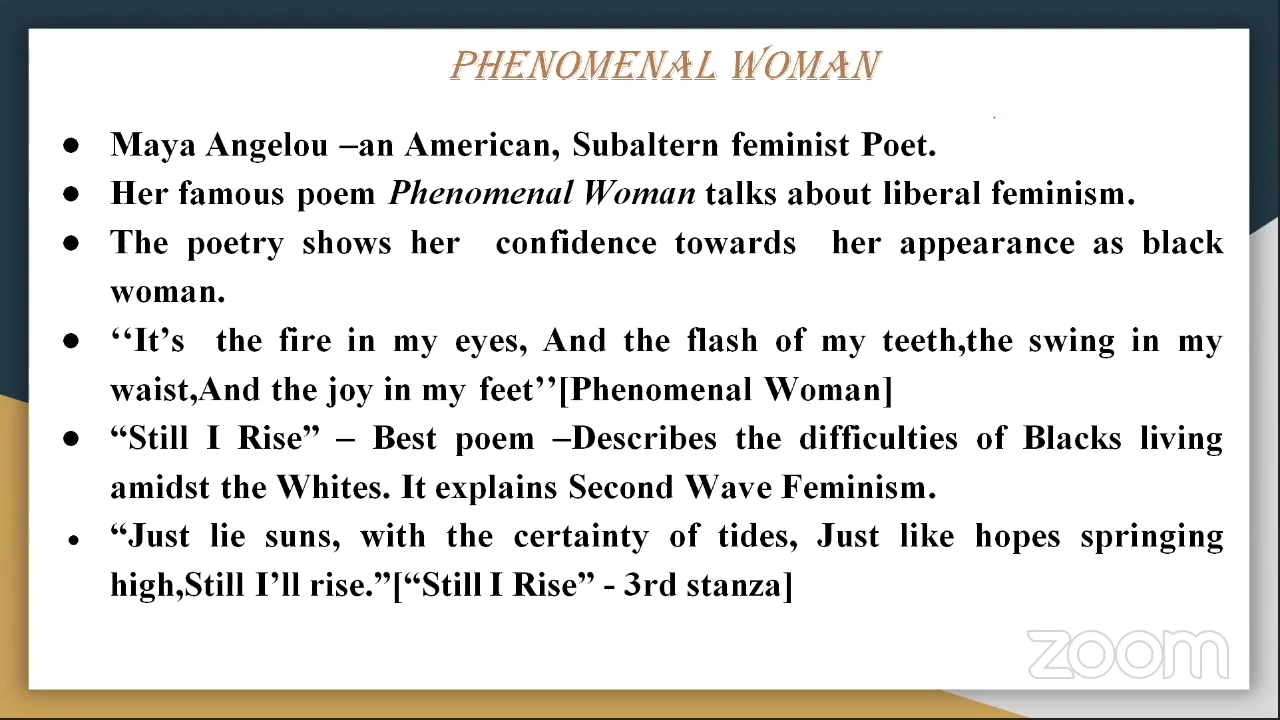 PHENOMENAL WOMAN
● Maya Angelou –an American, Subaltern feminist Poet.
● Her famous poem Phenomenal Woman talks about liberal feminism.
● The poetry shows her confidence towards her appearance as black
woman.
● ‘‘It’s the fire in my eyes, And the flash of my teeth,the swing in my
waist,And the joy in my feet’’[Phenomenal Woman]
● “Still I Rise” – Best poem –Describes the difficulties of Blacks living
amidst the Whites. It explains Second Wave Feminism.
● “Just lie suns, with the certainty of tides, Just like hopes springing
high,Still I’ll rise.”[“Still I Rise” - 3rd stanza]
zoom